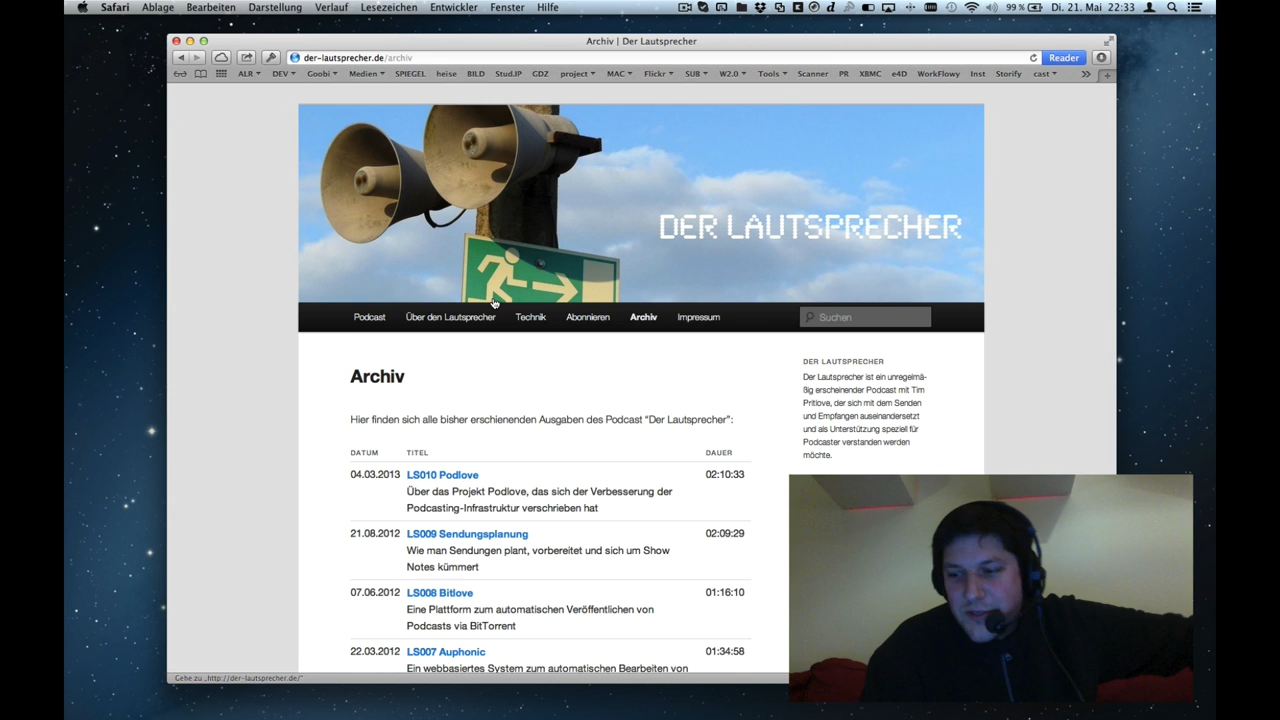 Safari Ablage Bearbeiten Darstellung Verlauf Lesezeichen Entwickler Fenster Hilfe 99 % Di. 21. Mai 22:33
Archiv | Der Lautsprecher
der-lautsprecher.de/archiv Reader
ALR DEV Goobi Medien SPIEGEL heise BILD Stud.IP GDZ project MAC Flickr SUB W2.0 Tools Scanner PR XBMC e4D WorkFlowy Inst Storify cast
DER LAUTSPRECHER
Podcast Über den Lautsprecher Technik Abonnieren Archiv Impressum Suchen
Archiv
Hier finden sich alle bisher erschienenden Ausgaben des Podcast “Der Lautsprecher”:
DATUM TITEL DAUER
04.03.2013 LS010 Podlove 02:10:33
Über das Projekt Podlove, das sich der Verbesserung der
Podcasting-Infrastruktur verschrieben hat
21.08.2012 LS009 Sendungsplanung 02:09:29
Wie man Sendungen plant, vorbereitet und sich um Show
Notes kümmert
07.06.2012 LS008 Bitlove 01:16:10
Eine Plattform zum automatischen Veröffentlichen von
Podcasts via BitTorrent
22.03.2012 LS007 Auphonic 01:34:58
Ein webbasiertes System zum automatischen Bearbeiten von
DER LAUTSPRECHER
Der Lautsprecher ist ein unregelmä-
ßig erscheinender Podcast mit Tim
Pritlove, der sich mit dem Senden
und Empfangen auseinandersetzt
und als Unterstützung speziell für
Podcaster verstanden werden
möchte.
Gehe zu „http://der-lautsprecher.de/“